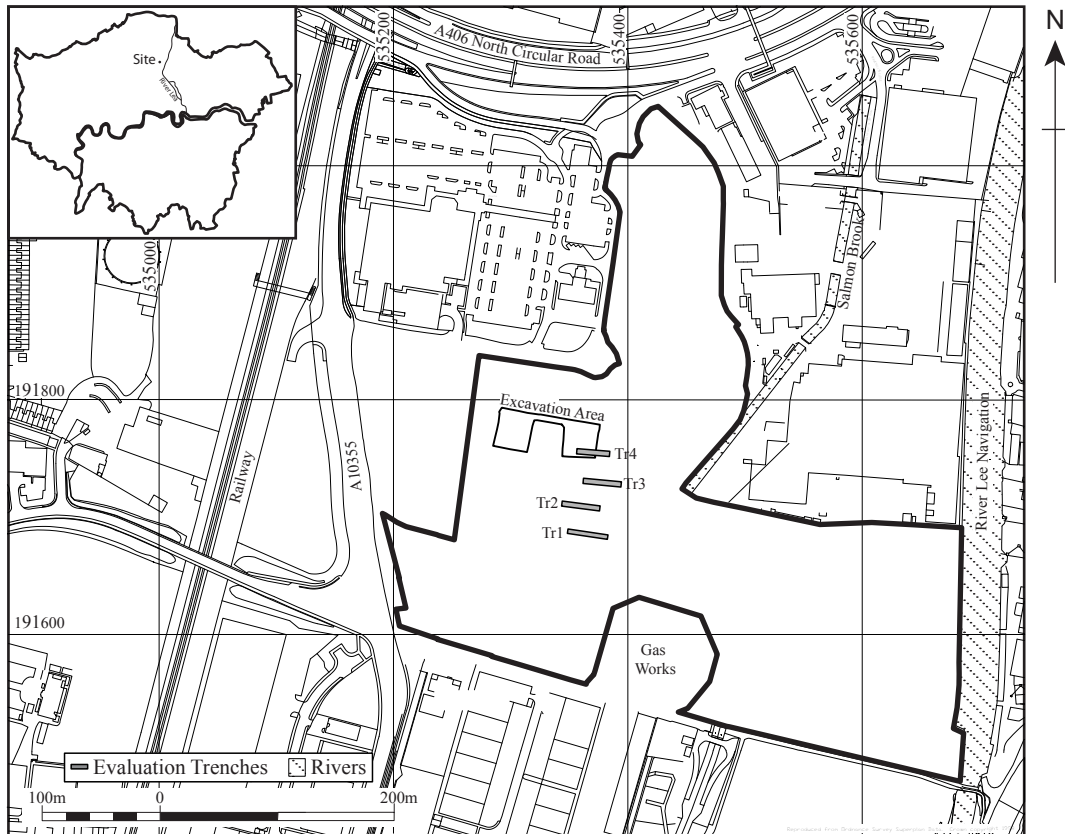 Site
River Lea
N
A406 North Circular Road
535000
535200
535400
535600
Salmon Brook
191800
Excavation Area
Tr4
Tr3
Tr2
Tr1
Railway
A10355
River Lee Navigation
191600
Gas
Works
Evaluation Trenches
Rivers
100m
0
200m